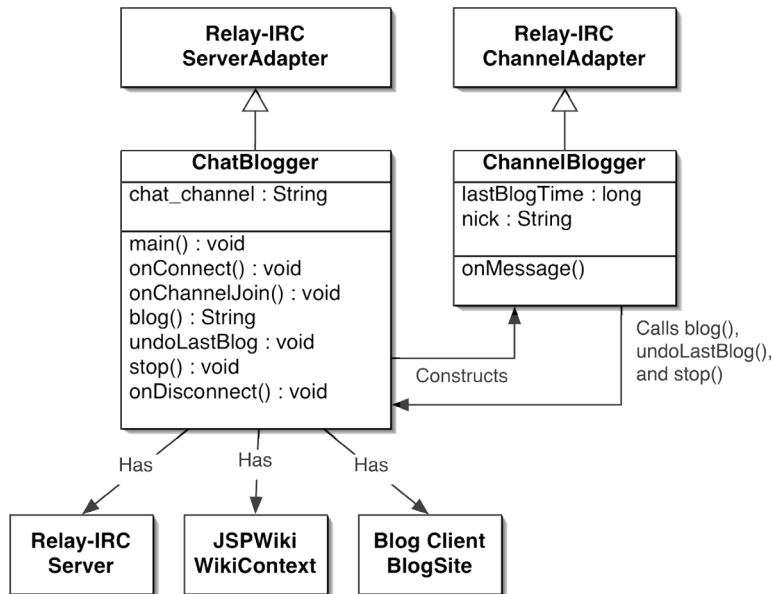 Relay-IRC
ServerAdapter
Relay-IRC
ChannelAdapter
ChatBlogger
chat_channel : String
main() : void
onConnect() : void
onChannelJoin() : void
blog() : String
undoLastBlog : void
stop() : void
onDisconnect() : void
ChannelBlogger
lastBlogTime : long
nick : String
onMessage()
Constructs
Calls blog(),
undoLastBlog(),
and stop()
Has
Has
Has
Relay-IRC
Server
JSPWiki
WikiContext
Blog Client
BlogSite